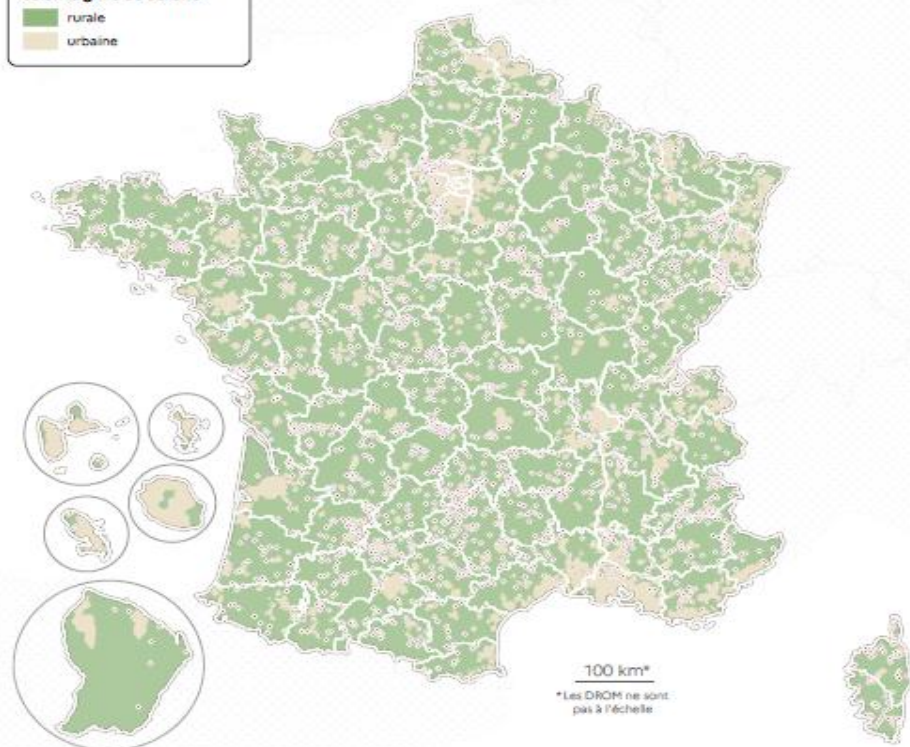 rurale
urbaine
100 km*
*Les DROM ne sont
pas à l'échelle